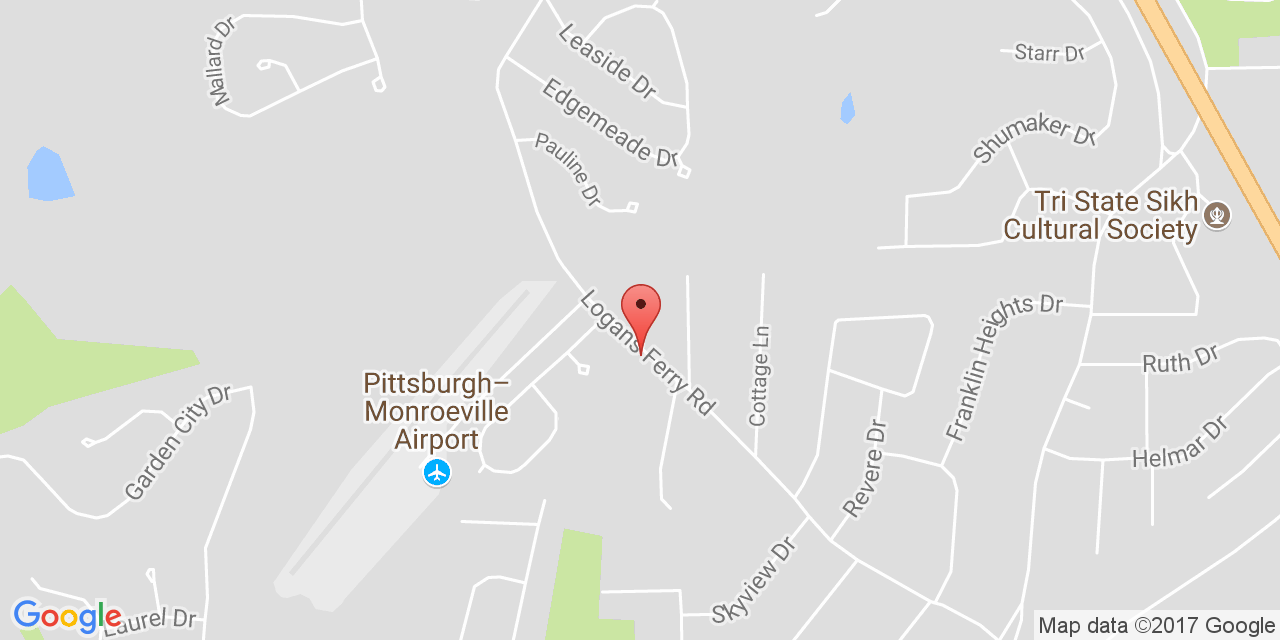 Mallard Dr
Leaside Dr
Starr Dr
Edgemeade Dr
Shumaker Dr
Pauline Dr
Tri State Sikh
Cultural Society
Logans Ferry Rd
Franklin Heights Dr
Cottage Ln
Ruth Dr
Pittsburgh–
Monroeville
Airport
Garden City Dr
Helmar Dr
Revere Dr
Skyview Dr
Laurel Dr
Google
Map data ©2017 Google